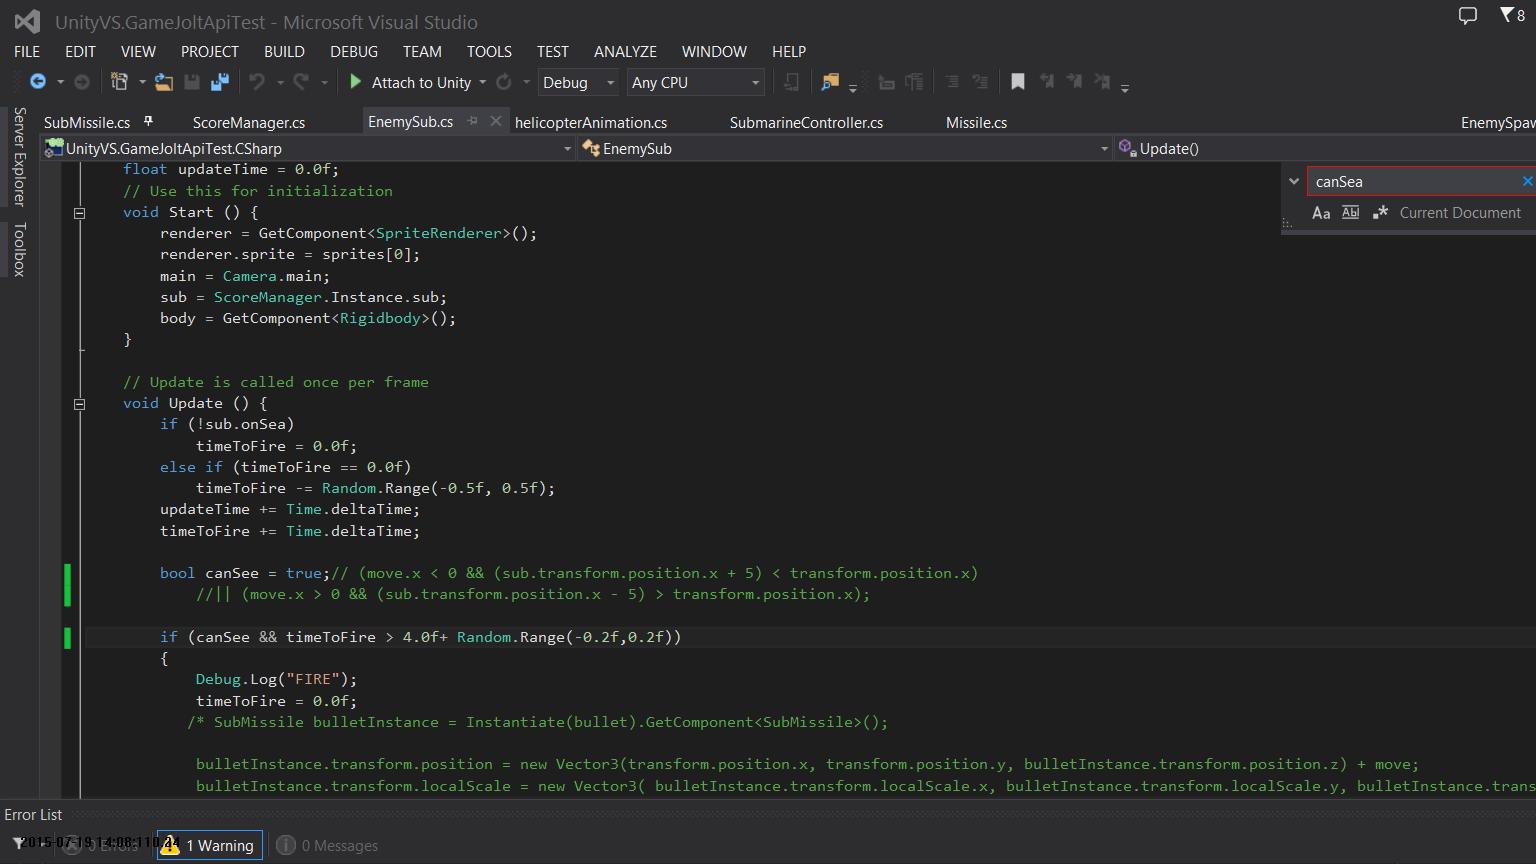 UnityVS.GameJoltApiTest - Microsoft Visual Studio
8
FILE EDIT VIEW PROJECT BUILD DEBUG TEAM TOOLS TEST ANALYZE WINDOW HELP
Attach to Unity Debug Any CPU
Server Explorer
Toolbox
SubMissile.cs ScoreManager.cs EnemySub.cs helicopterAnimation.cs SubmarineController.cs Missile.cs EnemySpaw
UnityVS.GameJoltApiTest.CSharp EnemySub Update()
canSea
Aa Abl .* Current Document
float updateTime = 0.0f;
// Use this for initialization
void Start () {
renderer = GetComponent<SpriteRenderer>();
renderer.sprite = sprites[0];
main = Camera.main;
sub = ScoreManager.Instance.sub;
body = GetComponent<Rigidbody>();
}
// Update is called once per frame
void Update () {
if (!sub.onSea)
timeToFire = 0.0f;
else if (timeToFire == 0.0f)
timeToFire -= Random.Range(-0.5f, 0.5f);
updateTime += Time.deltaTime;
timeToFire += Time.deltaTime;
bool canSee = true;// (move.x < 0 && (sub.transform.position.x + 5) < transform.position.x)
//|| (move.x > 0 && (sub.transform.position.x - 5) > transform.position.x);
if (canSee && timeToFire > 4.0f+ Random.Range(-0.2f,0.2f))
{
Debug.Log("FIRE");
timeToFire = 0.0f;
/* SubMissile bulletInstance = Instantiate(bullet).GetComponent<SubMissile>();
bulletInstance.transform.position = new Vector3(transform.position.x, transform.position.y, bulletInstance.transform.position.z) + move;
bulletInstance.transform.localScale = new Vector3( bulletInstance.transform.localScale.x, bulletInstance.transform.localScale.y, bulletInstance.trans
Error List
0 Errors 1 Warning 0 Messages